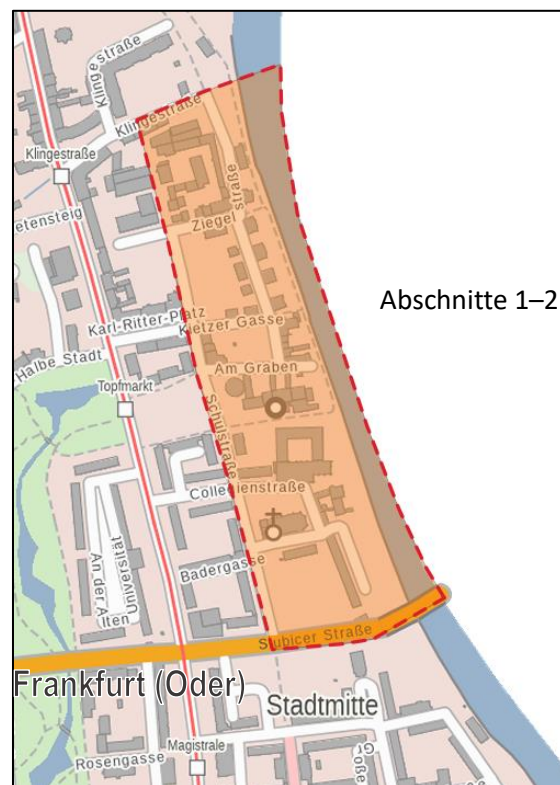 Klingestraße
Klingestraße
Klingestraße
Ziegelstraße
etensteig
Karl-Ritter-Platz
Kietzer Gasse
Abschnitte 1–2
Halbe Stadt
Am Graben
Topfmarkt
Schulstraße
Collegienstraße
An der Alten
Universität
Badergasse
Slubicer Straße
Frankfurt (Oder)
Stadtmitte
Magistrale
Rosengasse
Große